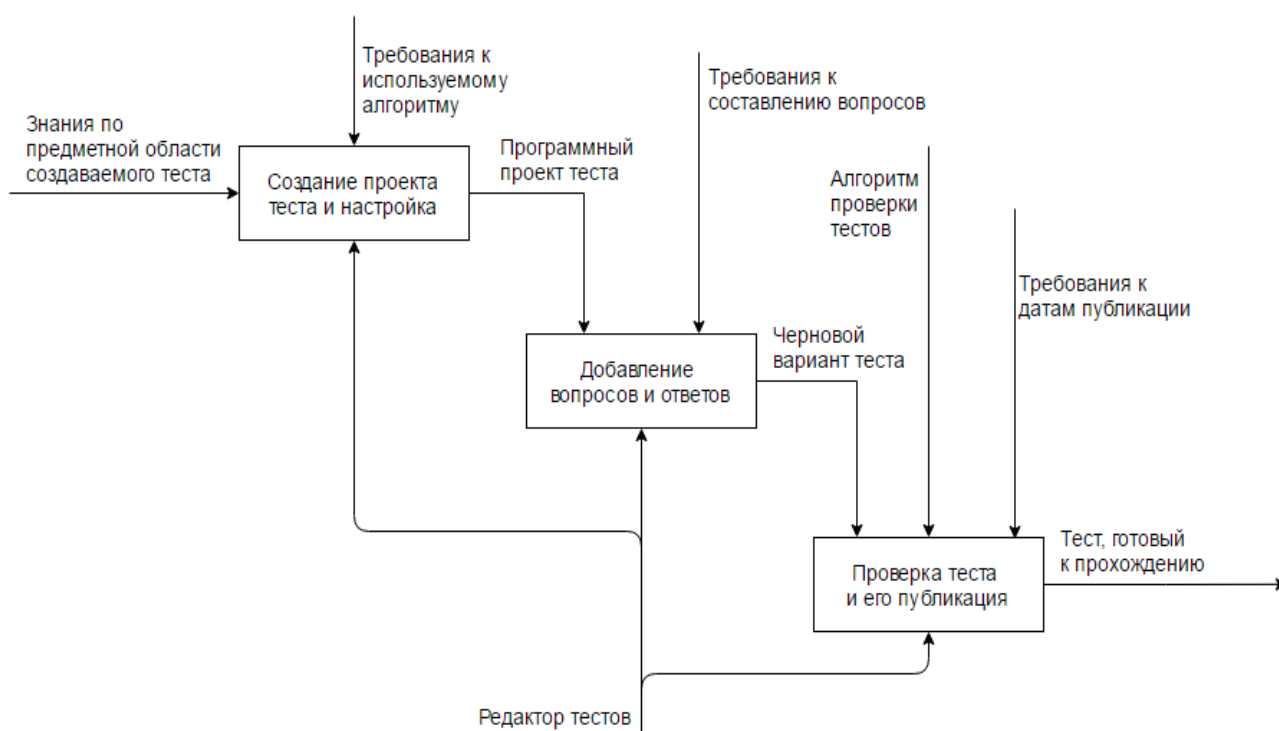 Требования к
используемому
алгоритму
Требования к
составлению вопросов
Знания по
предметной области
создаваемого теста
Программный
проект теста
Создание проекта
теста и настройка
Алгоритм
проверки
тестов
Требования к
датам публикации
Черновой
вариант теста
Добавление
вопросов и ответов
Тест, готовый
к прохождению
Проверка теста
и его публикация
Редактор тестов